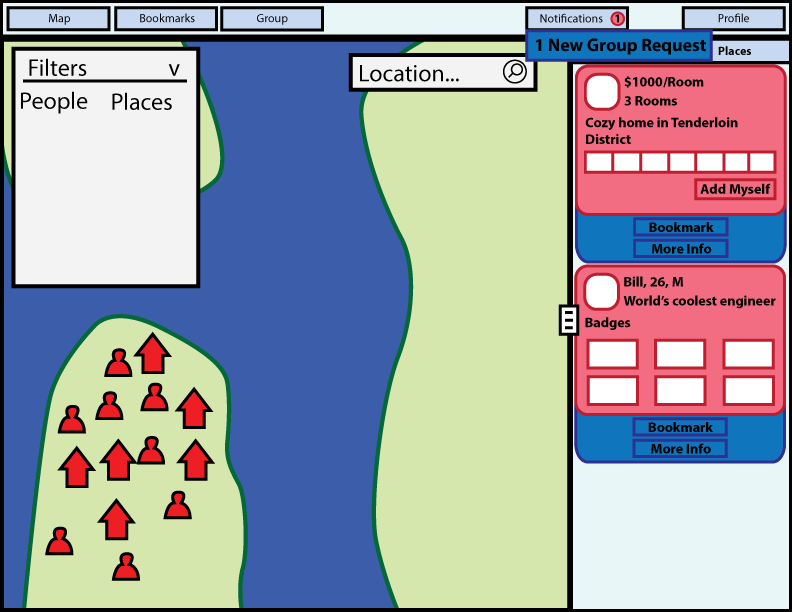 Map
Bookmarks
Group
Notifications 1
Profile
1 New Group Request
Places
Filters v
People Places
Location...
$1000/Room
3 Rooms
Cozy home in Tenderloin
District
Add Myself
Bookmark
More Info
Bill, 26, M
World's coolest engineer
Badges
Bookmark
More Info